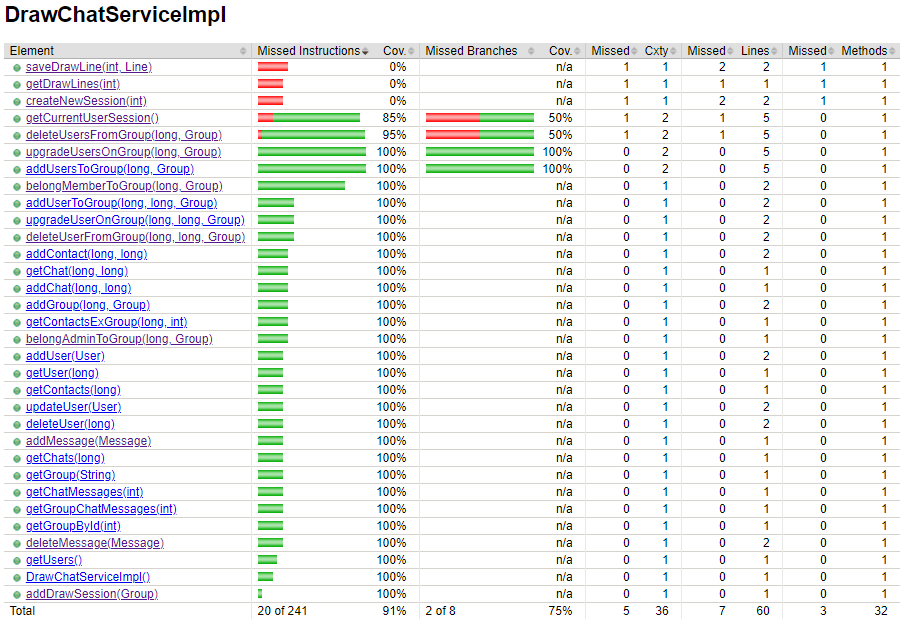 DrawChatServiceImpl
Element Missed Instructions Cov. Missed Branches Cov. Missed Cxty Missed Lines Missed Methods
saveDrawLine(int, Line) 0% n/a 1 1 2 2 1 1
getDrawLines(int) 0% n/a 1 1 1 1 1 1
createNewSession(int) 0% n/a 1 1 2 2 1 1
getCurrentUserSession() 85% 50% 1 2 1 5 0 1
deleteUsersFromGroup(long, Group) 95% 50% 1 2 1 5 0 1
upgradeUsersOnGroup(long, Group) 100% 100% 0 2 0 5 0 1
addUsersToGroup(long, Group) 100% 100% 0 2 0 5 0 1
belongMemberToGroup(long, Group) 100% n/a 0 1 0 2 0 1
addUserToGroup(long, long, Group) 100% n/a 0 1 0 2 0 1
upgradeUserOnGroup(long, long, Group) 100% n/a 0 1 0 2 0 1
deleteUserFromGroup(long, long, Group) 100% n/a 0 1 0 2 0 1
addContact(long, long) 100% n/a 0 1 0 2 0 1
getChat(long, long) 100% n/a 0 1 0 1 0 1
addChat(long, long) 100% n/a 0 1 0 1 0 1
addGroup(long, Group) 100% n/a 0 1 0 2 0 1
getContactsExGroup(long, int) 100% n/a 0 1 0 1 0 1
belongAdminToGroup(long, Group) 100% n/a 0 1 0 1 0 1
addUser(User) 100% n/a 0 1 0 2 0 1
getUser(long) 100% n/a 0 1 0 1 0 1
getContacts(long) 100% n/a 0 1 0 1 0 1
updateUser(User) 100% n/a 0 1 0 2 0 1
deleteUser(long) 100% n/a 0 1 0 2 0 1
addMessage(Message) 100% n/a 0 1 0 1 0 1
getChats(long) 100% n/a 0 1 0 1 0 1
getGroup(String) 100% n/a 0 1 0 1 0 1
getChatMessages(int) 100% n/a 0 1 0 1 0 1
getGroupChatMessages(int) 100% n/a 0 1 0 1 0 1
getGroupById(int) 100% n/a 0 1 0 1 0 1
deleteMessage(Message) 100% n/a 0 1 0 2 0 1
getUsers() 100% n/a 0 1 0 1 0 1
DrawChatServiceImpl() 100% n/a 0 1 0 1 0 1
addDrawSession(Group) 100% n/a 0 1 0 1 0 1
Total 20 of 241 91% 2 of 8 75% 5 36 7 60 3 32